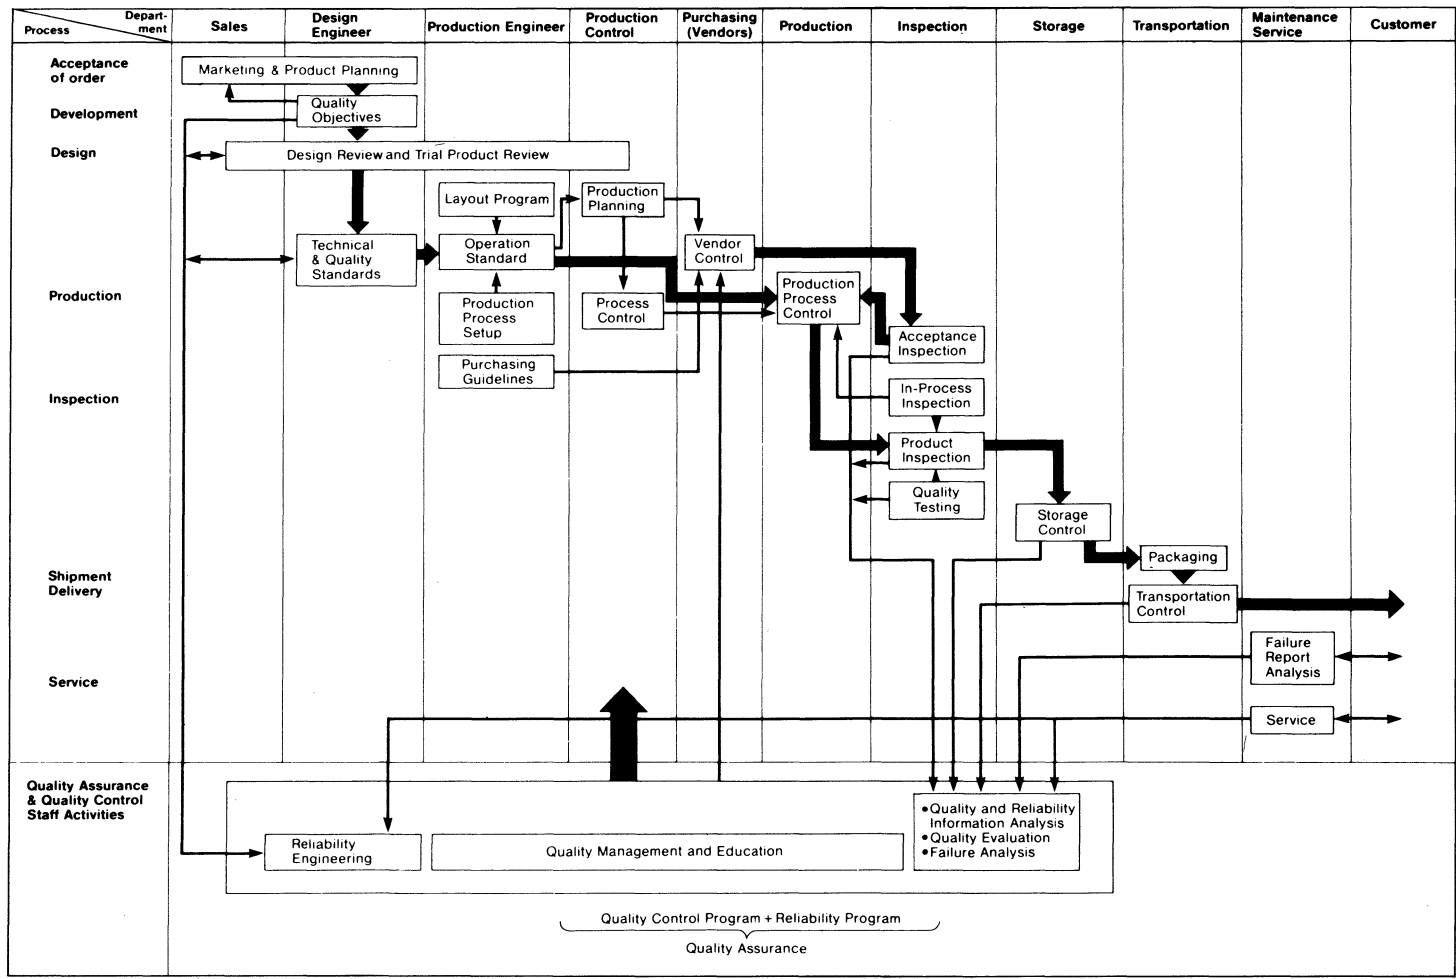 Depart-
ment
Process
Sales
Design
Engineer
Production Engineer
Production
Control
Purchasing
(Vendors)
Production
Inspection
Storage
Transportation
Maintenance
Service
Customer
Acceptance
of order
Marketing & Product Planning
Development
Quality
Objectives
Design
Design Review and Trial Product Review
Layout Program
Production
Planning
Technical
& Quality
Standards
Operation
Standard
Vendor
Control
Production
Production
Process
Setup
Process
Control
Production
Process
Control
Acceptance
Inspection
Purchasing
Guidelines
Inspection
In-Process
Inspection
Product
Inspection
Quality
Testing
Storage
Control
Packaging
Shipment
Delivery
Transportation
Control
Failure
Report
Analysis
Service
Service
Quality Assurance
& Quality Control
Staff Activities
Reliability
Engineering
Quality Management and Education
•Quality and Reliability
Information Analysis
•Quality Evaluation
•Failure Analysis
Quality Control Program + Reliability Program
Quality Assurance